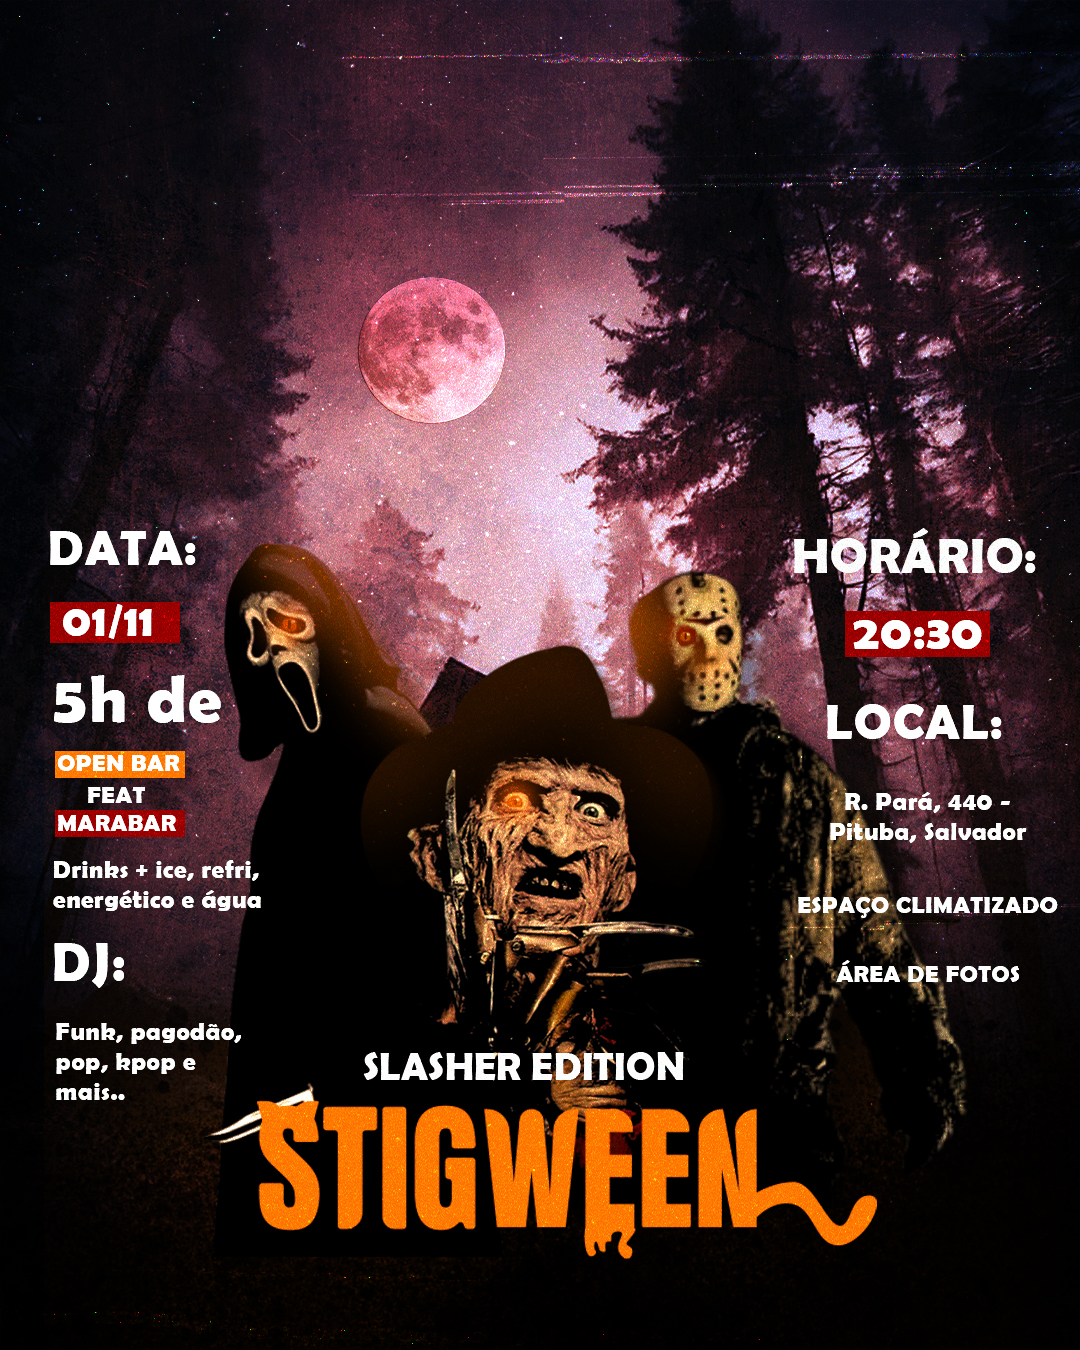 DATA:
01/11
5h de
OPEN BAR
FEAT
MARABAR
Drinks + ice, refri,
energético e água
DJ:
Funk, pagodão,
pop, kpop e
mais..
HORÁRIO:
20:30
LOCAL:
R. Pará, 440 -
Pituba, Salvador
ESPAÇO CLIMATIZADO
ÁREA DE FOTOS
SLASHER EDITION
STIGWEEN